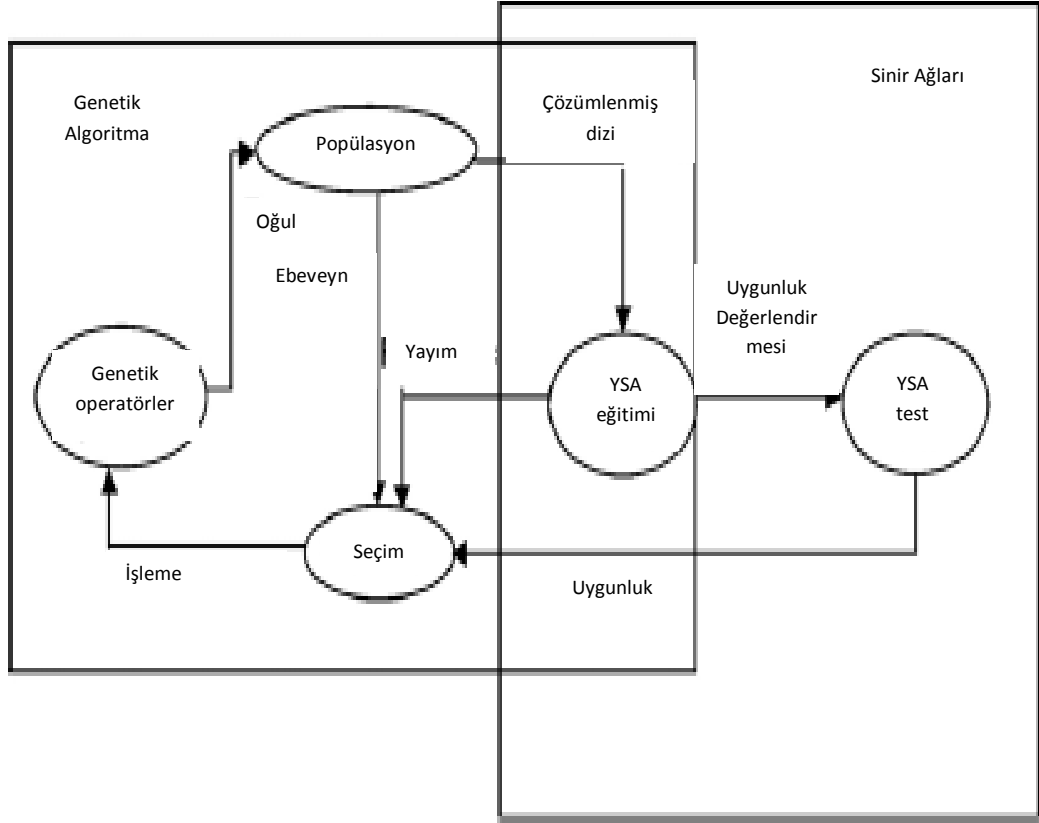 Genetik
Algoritma
Popülasyon
Çözümlenmiş
dizi
Sinir Ağları
Oğul
Ebeveyn
Yayım
Uygunluk
Değerlendir
mesi
Genetik
operatörler
YSA
eğitimi
YSA
test
Seçim
İşleme
Uygunluk